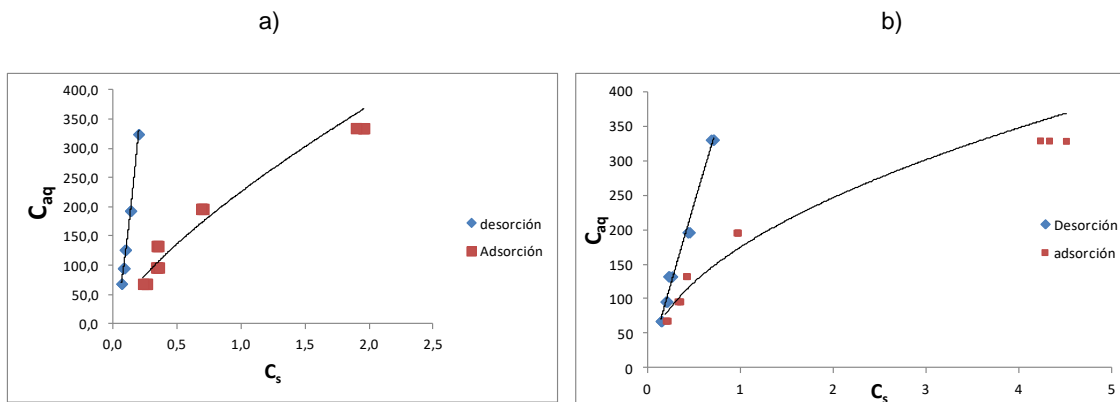 a)
b)
400,0
350,0
300,0
250,0
200,0
150,0
100,0
50,0
0,0
0,0 0,5 1,0 1,5 2,0 2,5
Caq
Cs
desorción
Adsorción
400
350
300
250
200
150
100
50
0
0 1 2 3 4 5
Caq
Cs
Desorción
adsorción